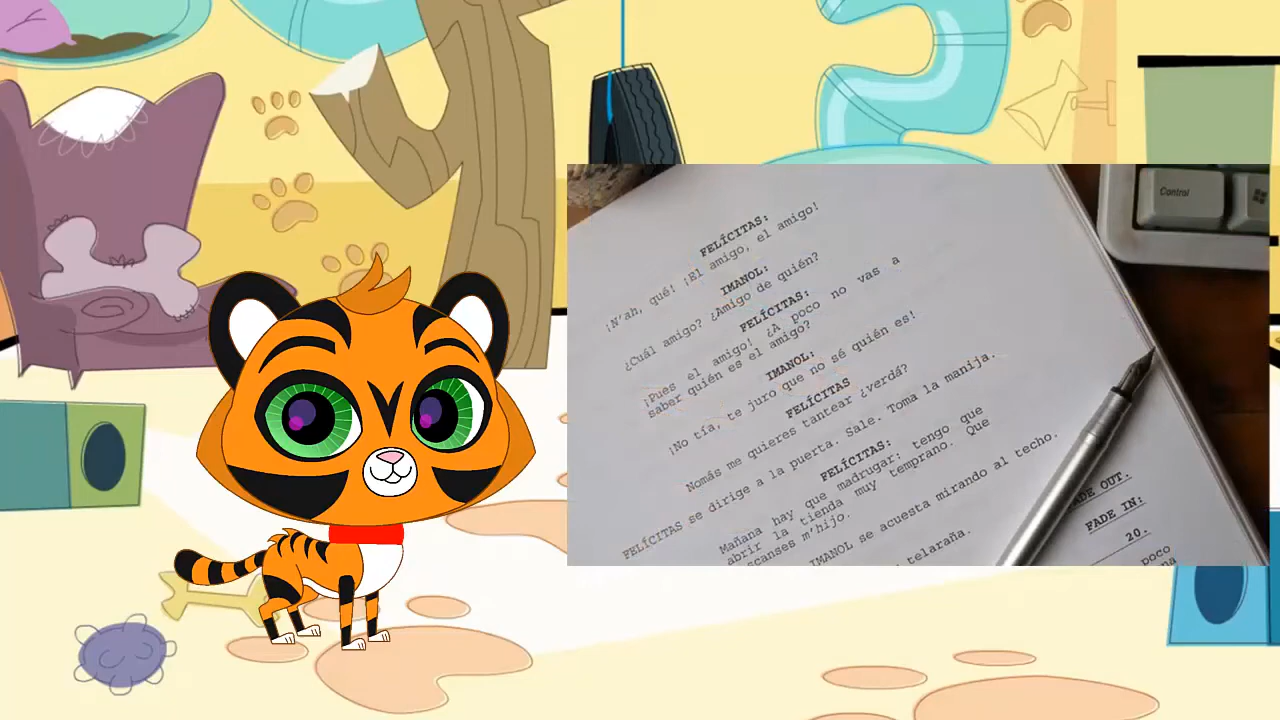 FELÍCITAS:
¡N'ah, qué! ¡El amigo, el amigo!
IMANOL:
¿Cuál amigo? ¿Amigo de quién?
FELÍCITAS:
¡Pues el amigo! ¿A poco no vas a
saber quién es el amigo?
IMANOL:
¡No tía, te juro que no sé quién es!
FELÍCITAS
Nomás me quieres tantear ¿verdá?
FELÍCITAS se dirige a la puerta. Sale. Toma la manija.
FELÍCITAS:
Mañana hay que madrugar: tengo que
abrir la tienda muy temprano. Que
scanses m'hijo.
IMANOL se acuesta mirando al techo.
telaraña.
ADE OUT.
FADE IN:
20.
poco
na
Control